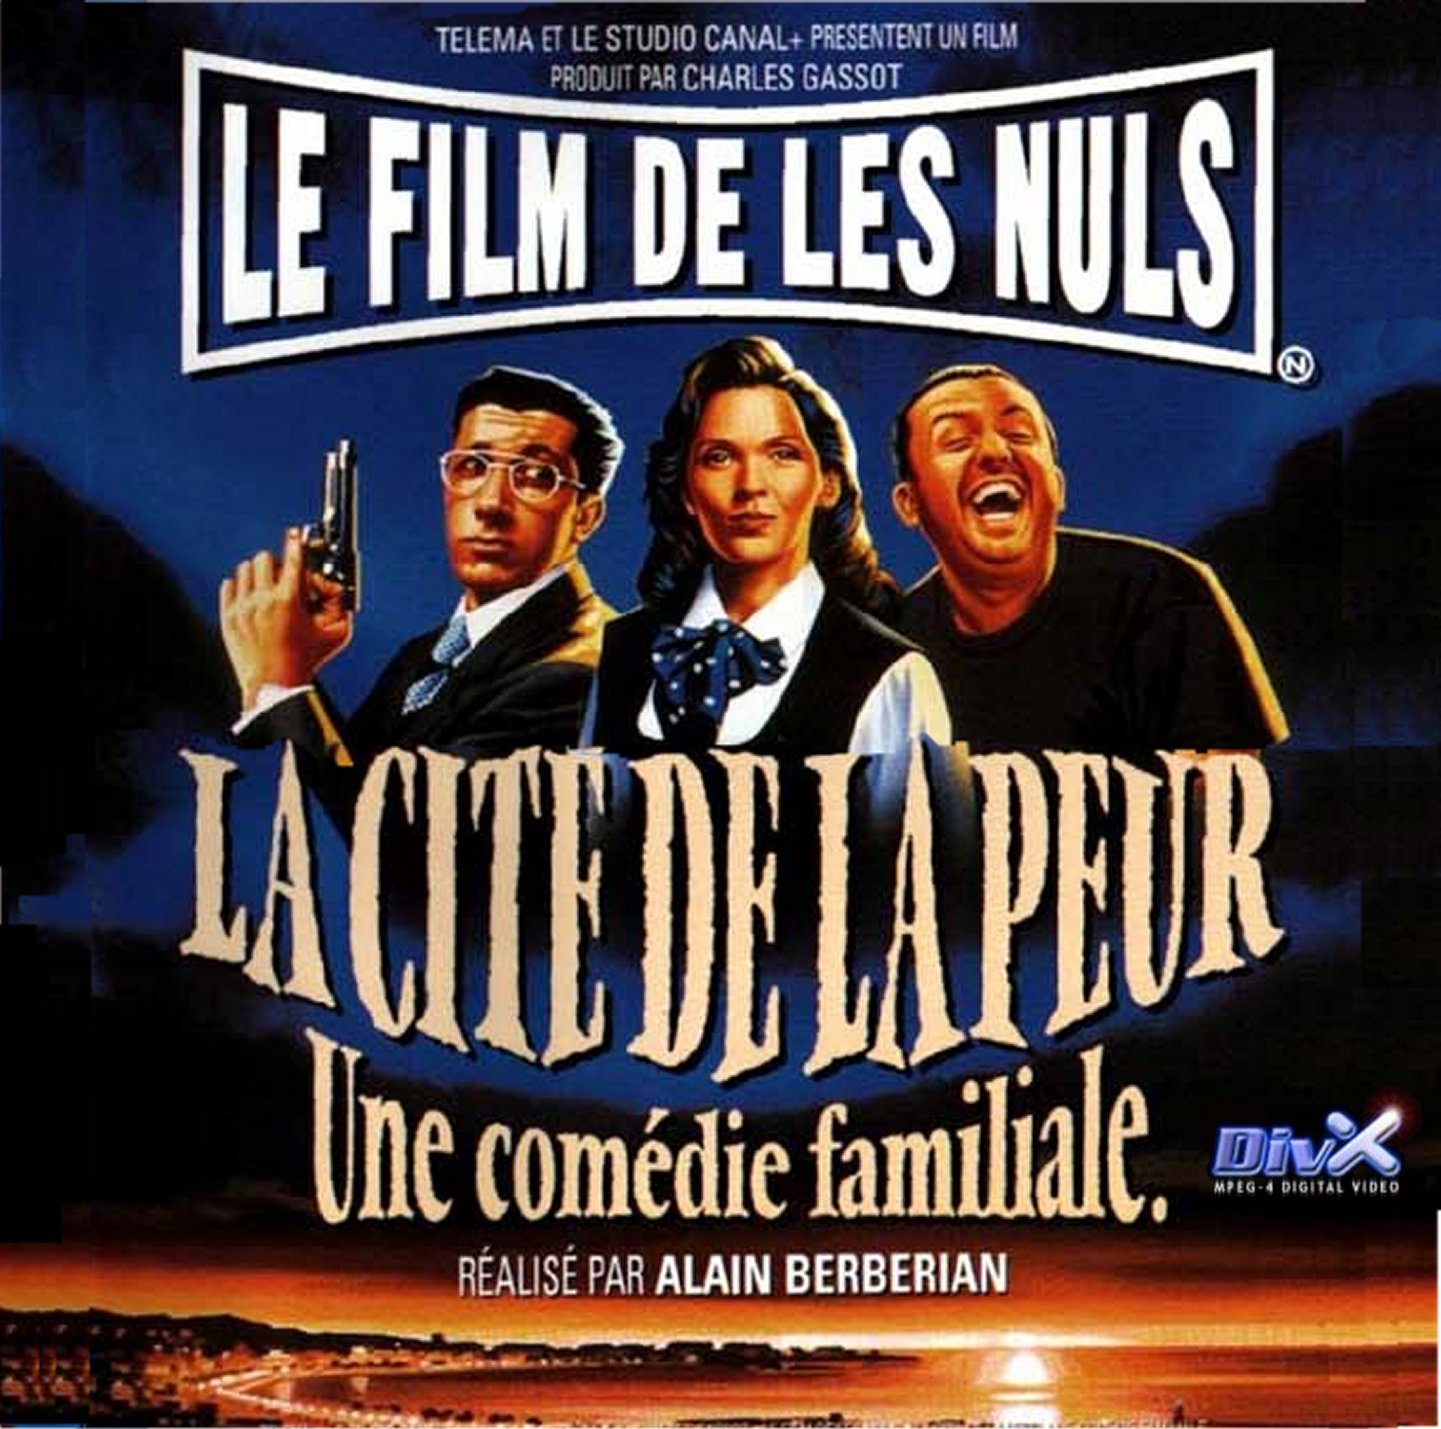 TELEMA ET LE STUDIO CANAL+ PRESENTENT UN FILM
PRODUIT PAR CHARLES GASSOT
LE FILM DE LES NULS
N
LA CITE DE LA PEUR
Une comédie familiale.
DivX
MPEG-4 DIGITAL VIDEO
RÉALISÉ PAR ALAIN BERBERIAN